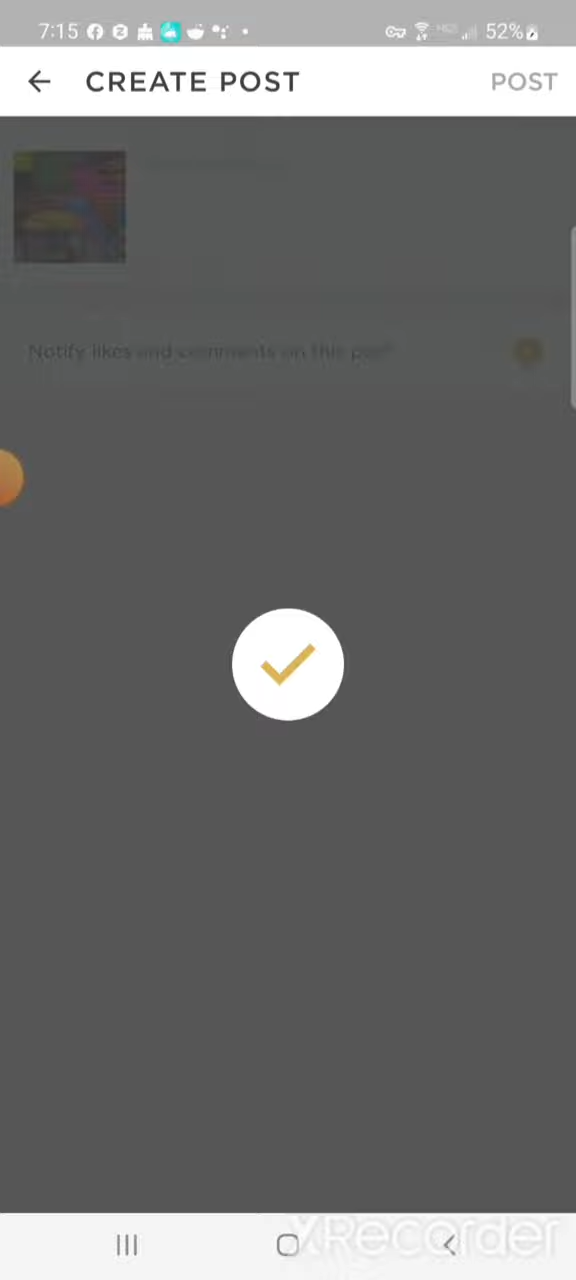 7:15 52%
CREATE POST POST
Notify likes and comments on this post
XRecorder